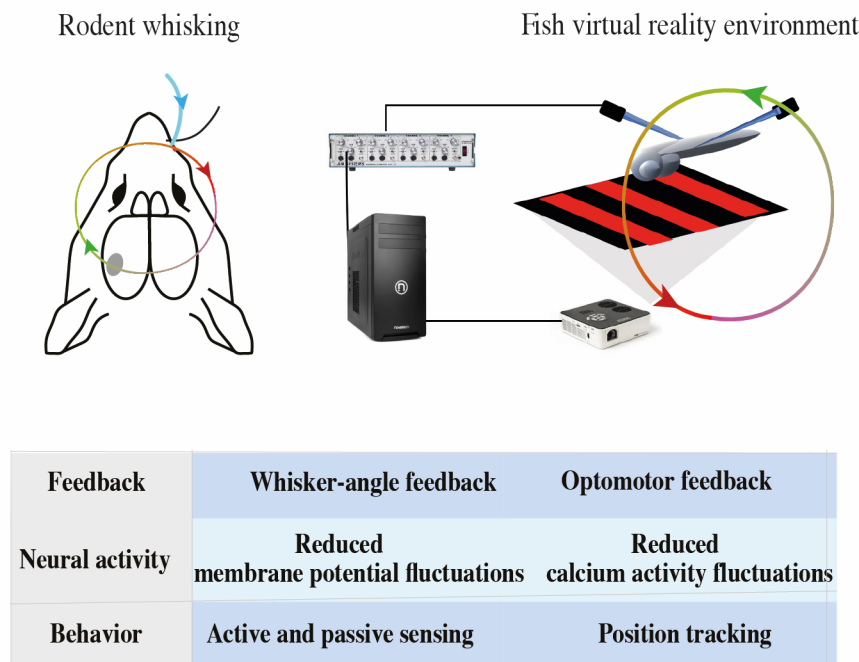 Rodent whisking
Fish virtual reality environment
Feedback
Whisker-angle feedback
Optomotor feedback
Neural activity
Reduced
membrane potential fluctuations
Reduced
calcium activity fluctuations
Behavior
Active and passive sensing
Position tracking